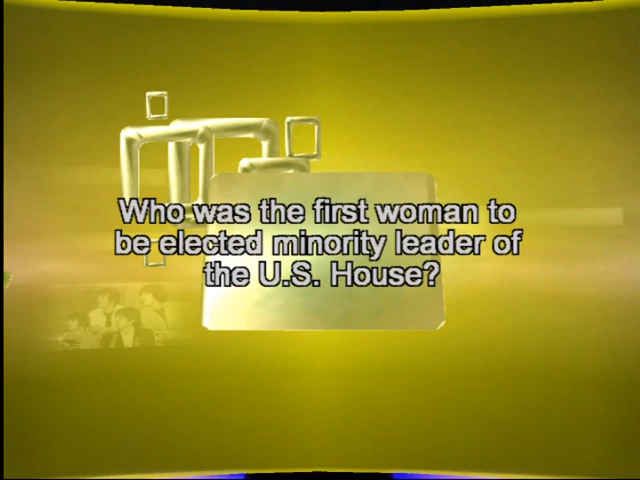 Who was the first woman to
be elected minority leader of
the U.S. House?